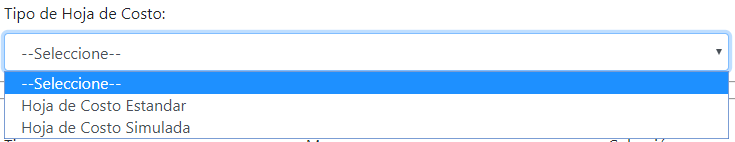 Tipo de Hoja de Costo:
--Seleccione--
--Seleccione--
Hoja de Costo Estandar
Hoja de Costo Simulada